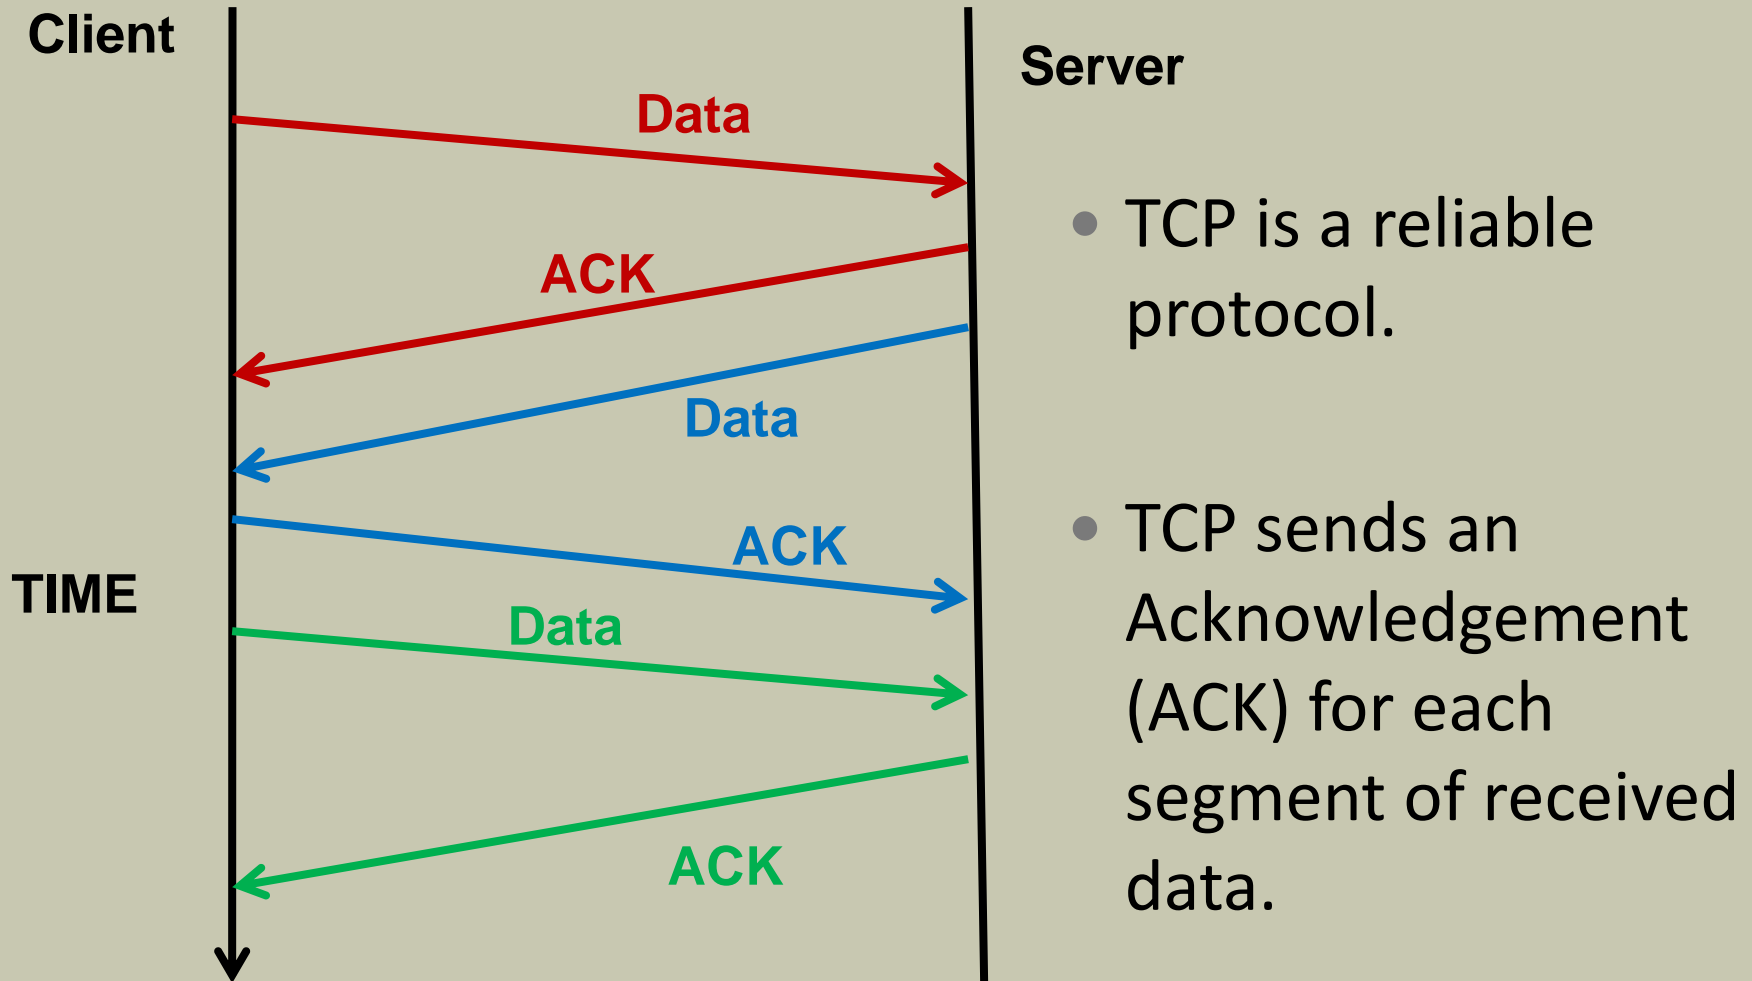 Client
Server
Data
ACK
Data
ACK
TIME
Data
ACK
• TCP is a reliable
protocol.
• TCP sends an
Acknowledgement
(ACK) for each
segment of received
data.